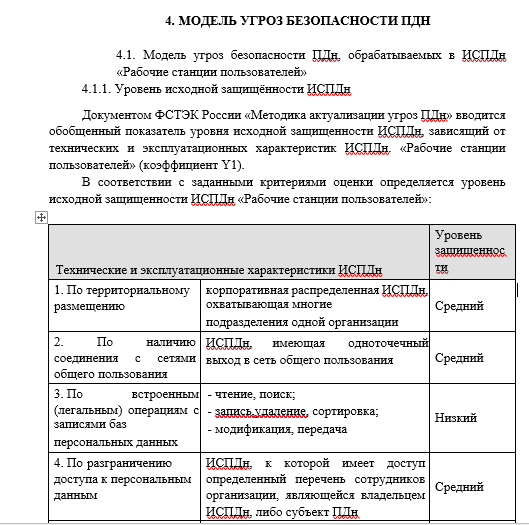 4. МОДЕЛЬ УГРОЗ БЕЗОПАСНОСТИ ПДН
4.1. Модель угроз безопасности ПДн, обрабатываемых в ИСПДн
«Рабочие станции пользователей»
4.1.1. Уровень исходной защищённости ИСПДн
Документом ФСТЭК России «Методика актуализации угроз ПДн» вводится
обобщенный показатель уровня исходной защищенности ИСПДн, зависящий от
технических и эксплуатационных характеристик ИСПДн. «Рабочие станции
пользователей» (коэффициент Y1).
В соответствии с заданными критериями оценки определяется уровень
исходной защищенности ИСПДн «Рабочие станции пользователей»:
Технические и эксплуатационные характеристики ИСПДн
Уровень
защищеннос
ти
1. По территориальному
размещению
корпоративная распределенная ИСПДн,
охватывающая многие
подразделения одной организации
Средний
2. По наличию
соединения с сетями
общего пользования
ИСПДн, имеющая одноточечный
выход в сеть общего пользования
Средний
3. По встроенным
(легальным) операциям с
записями баз
персональных данных
- чтение, поиск;
- запись,удаление, сортировка;
- модификация, передача
Низкий
4. По разграничению
доступа к персональным
данным
ИСПДн, к которой имеет доступ
определенный перечень сотрудников
организации, являющейся владельцем
ИСПДн, либо субъект ПДн
Средний